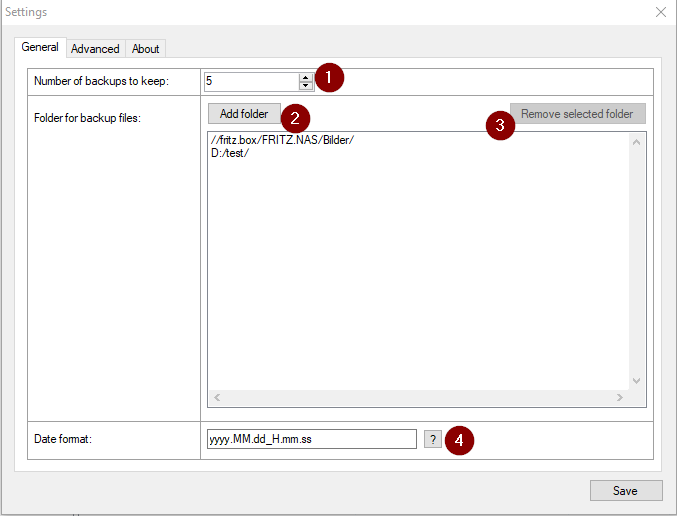 Settings
General Advanced About
Number of backups to keep: 5 1
Folder for backup files: Add folder 2 3 Remove selected folder
//fritz.box/FRITZ.NAS/Bilder/
D:/test/
Date format: yyyy.MM.dd_H.mm.ss ? 4
Save